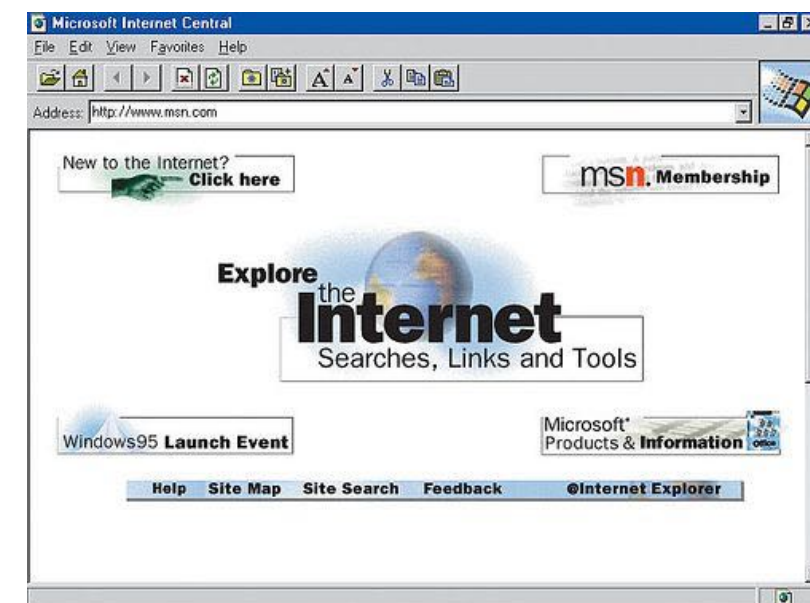 Microsoft Internet Central
File Edit View Favorites Help
A A
Address: http://www.msn.com
New to the Internet?
Click here
msn. Membership
Explore
the
Internet
Searches, Links and Tools
Windows95 Launch Event
Microsoft®
Products & Information
Office
Help Site Map Site Search Feedback @Internet Explorer